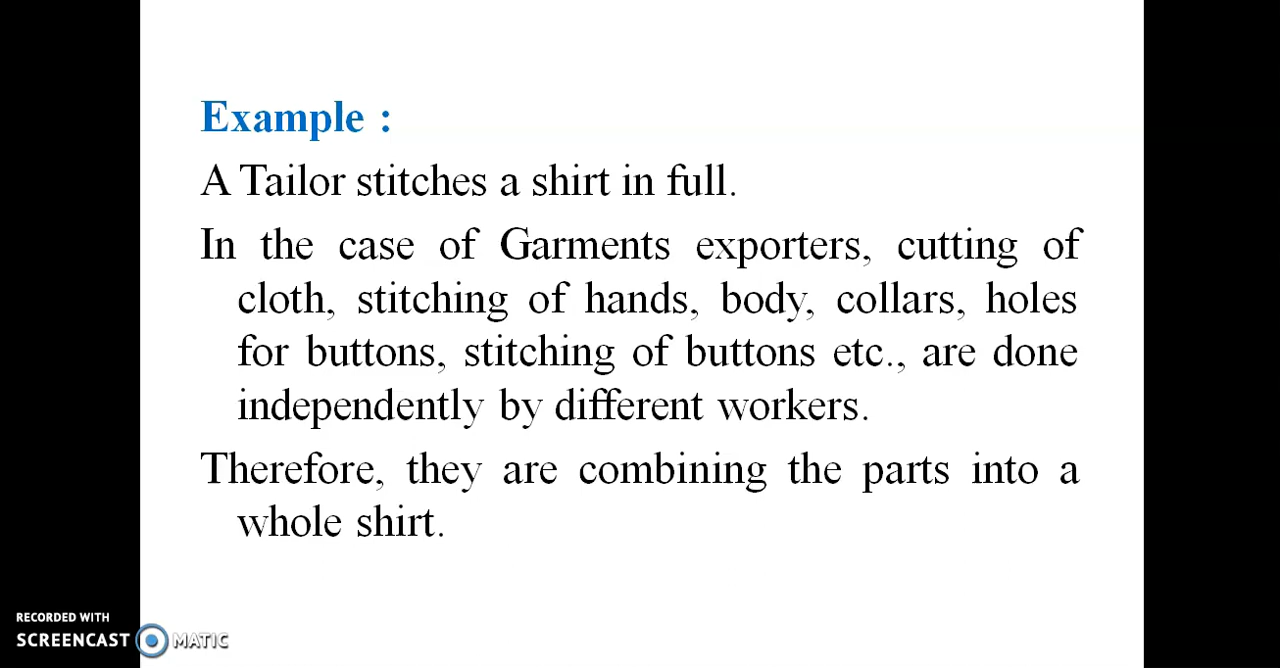 Example :
A Tailor stitches a shirt in full.
In the case of Garments exporters, cutting of
cloth, stitching of hands, body, collars, holes
for buttons, stitching of buttons etc., are done
independently by different workers.
Therefore, they are combining the parts into a
whole shirt.
RECORDED WITH
SCREENCAST MATIC